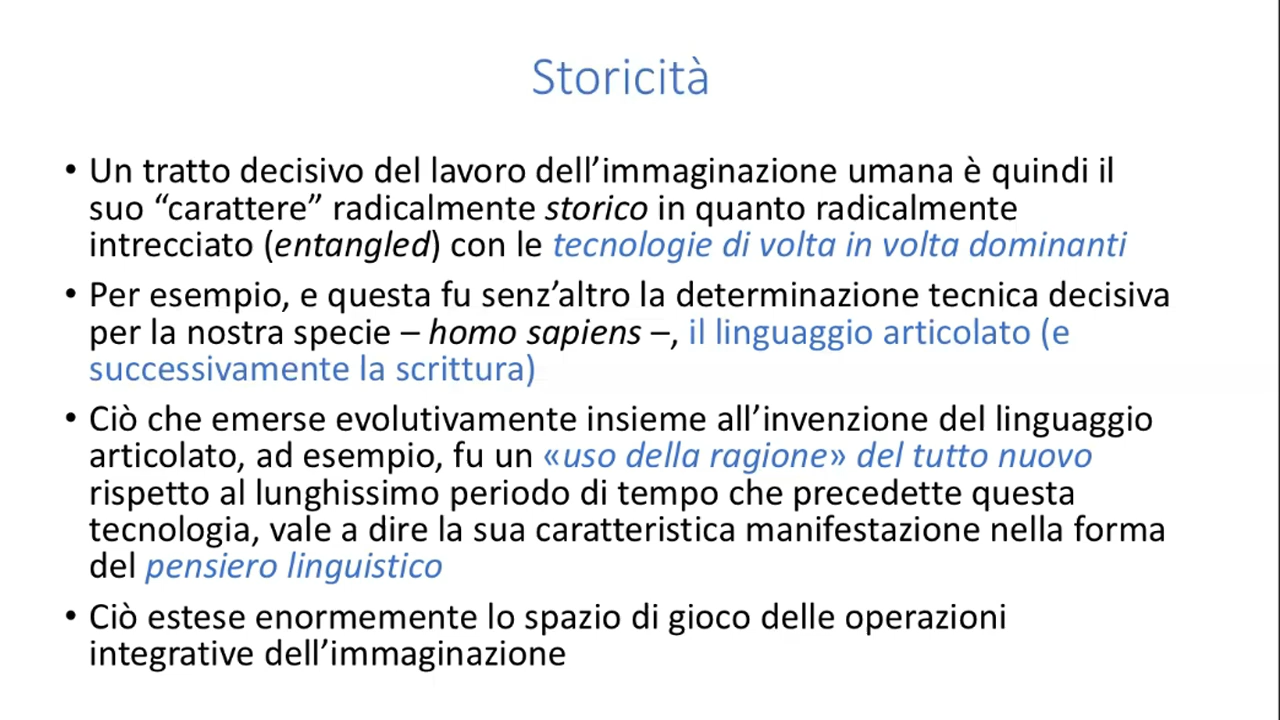 Storicità
• Un tratto decisivo del lavoro dell’immaginazione umana è quindi il
suo “carattere” radicalmente storico in quanto radicalmente
intrecciato (entangled) con le tecnologie di volta in volta dominanti
• Per esempio, e questa fu senz’altro la determinazione tecnica decisiva
per la nostra specie – homo sapiens –, il linguaggio articolato (e
successivamente la scrittura)
• Ciò che emerse evolutivamente insieme all’invenzione del linguaggio
articolato, ad esempio, fu un «uso della ragione» del tutto nuovo
rispetto al lunghissimo periodo di tempo che precedette questa
tecnologia, vale a dire la sua caratteristica manifestazione nella forma
del pensiero linguistico
• Ciò estese enormemente lo spazio di gioco delle operazioni
integrative dell’immaginazione